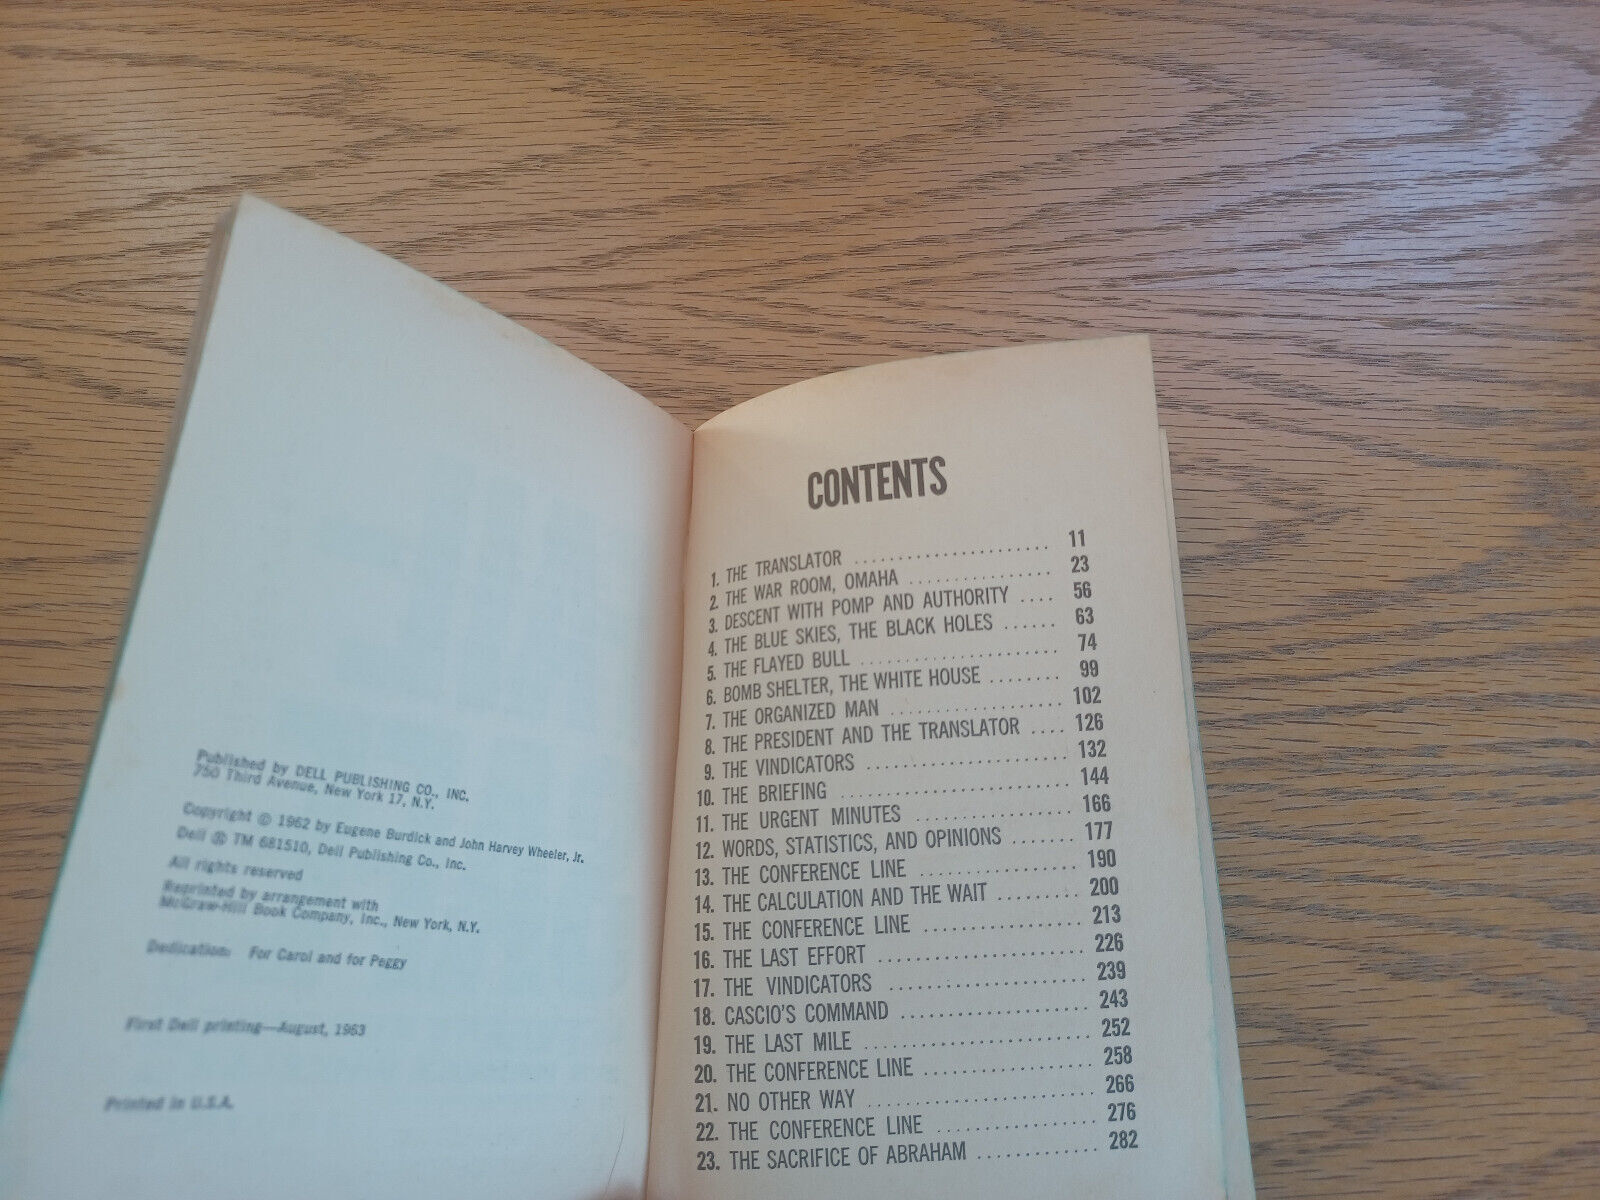 Published by DELL PUBLISHING CO., INC.
750 Third Avenue, New York 17, N.Y.
Copyright © 1962 by Eugene Burdick and John Harvey Wheeler, Jr.
Dell ® TM 681510, Dell Publishing Co., Inc.
All rights reserved
Reprinted by arrangement with
McGraw-Hill Book Company, Inc., New York, N.Y.
Dedication: For Carol and for Peggy
First Dell printing—August, 1963
Printed in U.S.A.
CONTENTS
1. THE TRANSLATOR ...................... 11
2. THE WAR ROOM, OMAHA ................ 23
3. DESCENT WITH POMP AND AUTHORITY .... 56
4. THE BLUE SKIES, THE BLACK HOLES ...... 63
5. THE FLAYED BULL ...................... 74
6. BOMB SHELTER, THE WHITE HOUSE ........ 99
7. THE ORGANIZED MAN .................... 102
8. THE PRESIDENT AND THE TRANSLATOR .... 126
9. THE VINDICATORS ...................... 132
10. THE BRIEFING .......................... 144
11. THE URGENT MINUTES .................. 166
12. WORDS, STATISTICS, AND OPINIONS ....... 177
13. THE CONFERENCE LINE .................. 190
14. THE CALCULATION AND THE WAIT ......... 200
15. THE CONFERENCE LINE .................. 213
16. THE LAST EFFORT ....................... 226
17. THE VINDICATORS ...................... 239
18. CASCIO'S COMMAND ..................... 243
19. THE LAST MILE .......................... 252
20. THE CONFERENCE LINE .................. 258
21. NO OTHER WAY .......................... 266
22. THE CONFERENCE LINE .................. 276
23. THE SACRIFICE OF ABRAHAM ............. 282